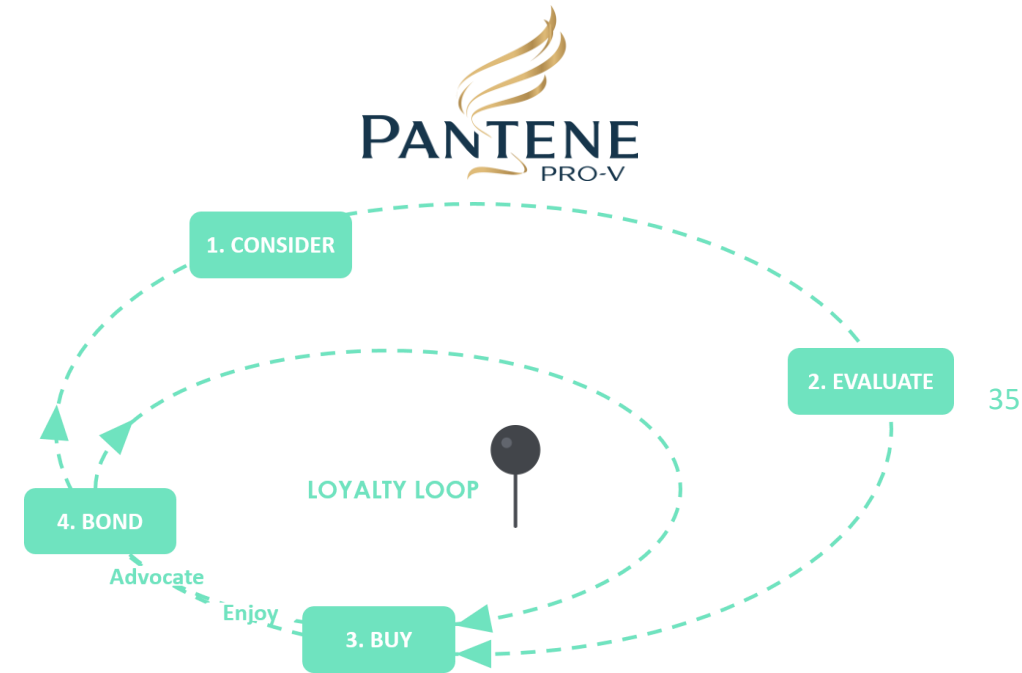 PANTENE
PRO-V
1. CONSIDER
2. EVALUATE
35
LOYALTY LOOP
4. BOND
Advocate
Enjoy
3. BUY